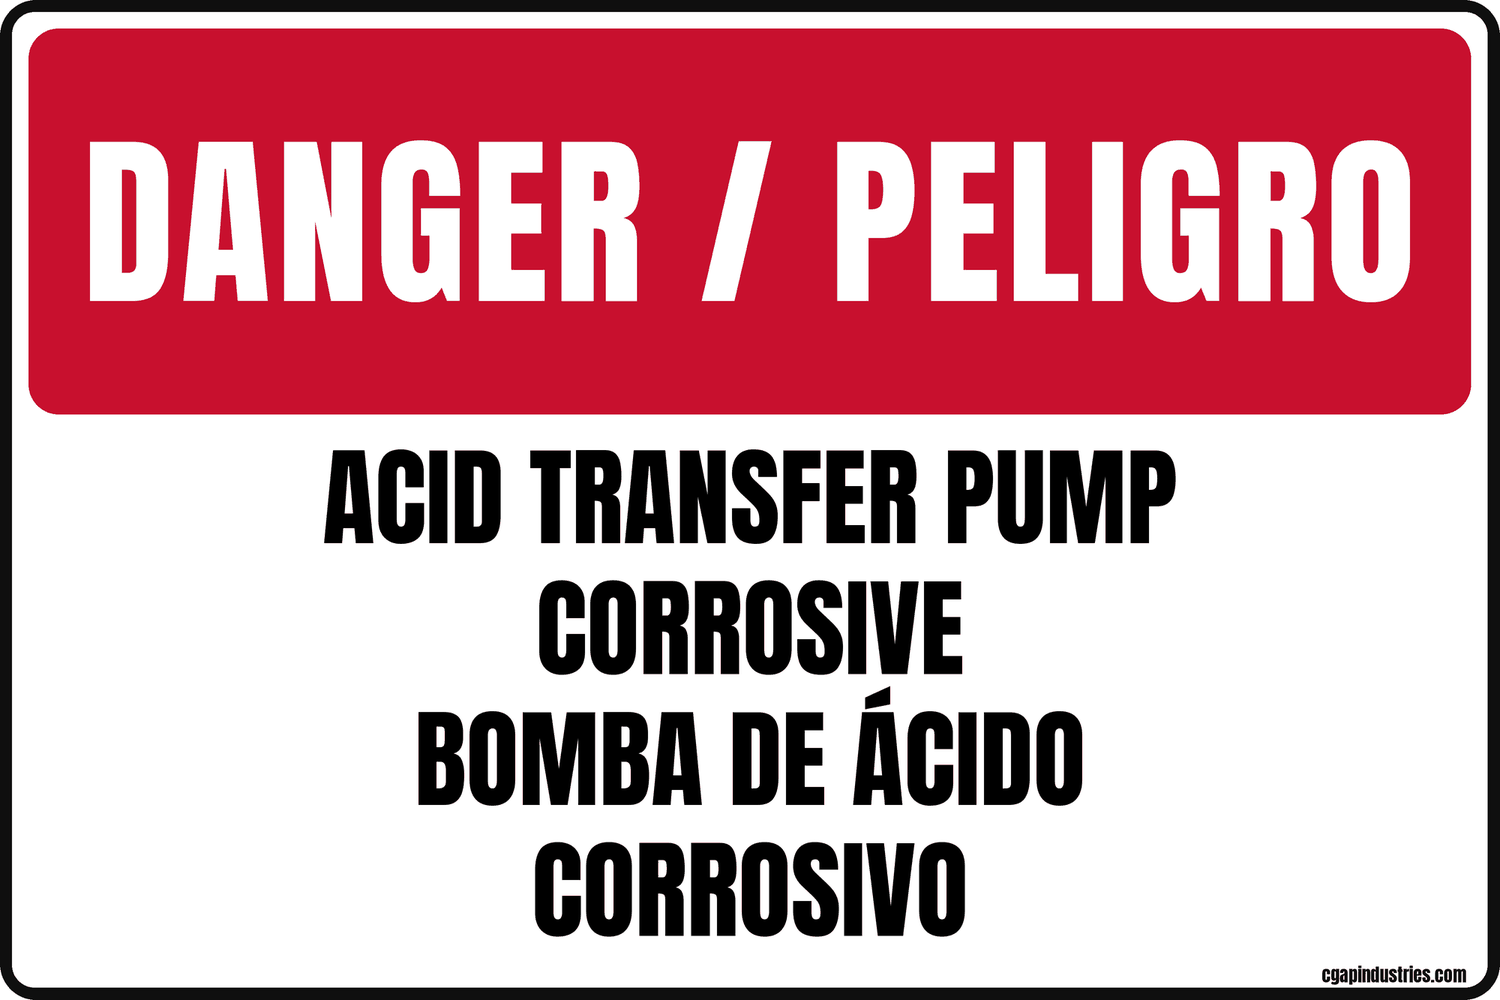 DANGER / PELIGRO
ACID TRANSFER PUMP
CORROSIVE
BOMBA DE ÁCIDO
CORROSIVO
cgapindustries.com